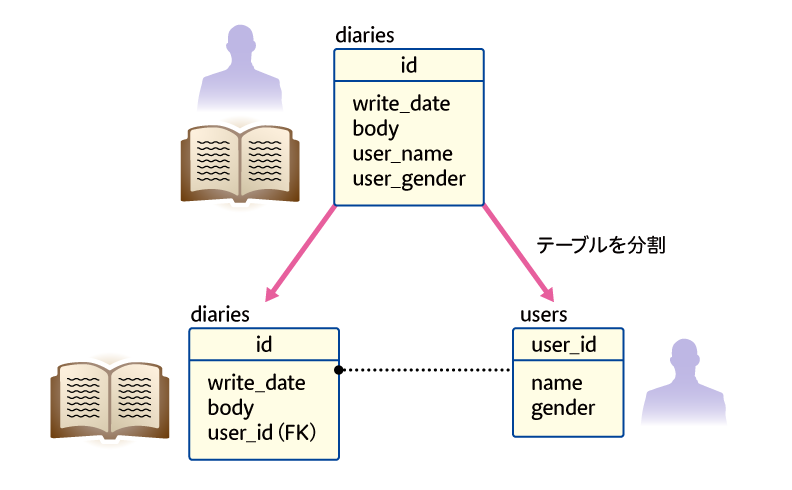 diaries
id
write_date
body
user_name
user_gender
テーブルを分割
diaries
id
write_date
body
user_id (FK)
users
user_id
name
gender